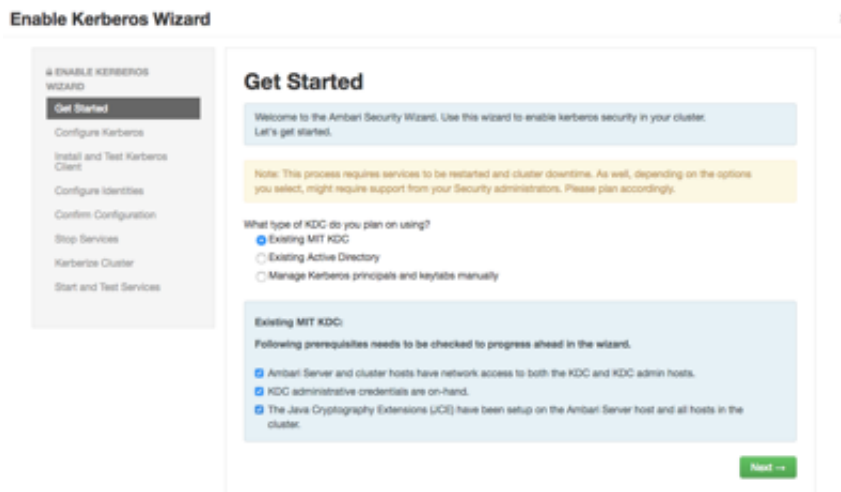 Enable Kerberos Wizard
ENABLE KERBEROS
WIZARD
Get Started
Configure Kerberos
Install and Test Kerberos
Client
Configure Identities
Confirm Configuration
Stop Services
Kerberize Cluster
Start and Test Services
Get Started
Welcome to the Ambari Security Wizard. Use this wizard to enable kerberos security in your cluster.
Let's get started.
Note: This process requires services to be restarted and cluster downtime. As well, depending on the options
you select, might require support from your Security administrators. Please plan accordingly.
What type of KDC do you plan on using?
Existing MIT KDC
Existing Active Directory
Manage Kerberos principals and keytabs manually
Existing MIT KDC:
Following prerequisites needs to be checked to progress ahead in the wizard.
Ambari Server and cluster hosts have network access to both the KDC and KDC admin hosts.
KDC administrative credentials are on-hand.
The Java Cryptography Extensions (JCE) have been setup on the Ambari Server host and all hosts in the
cluster.
Next →